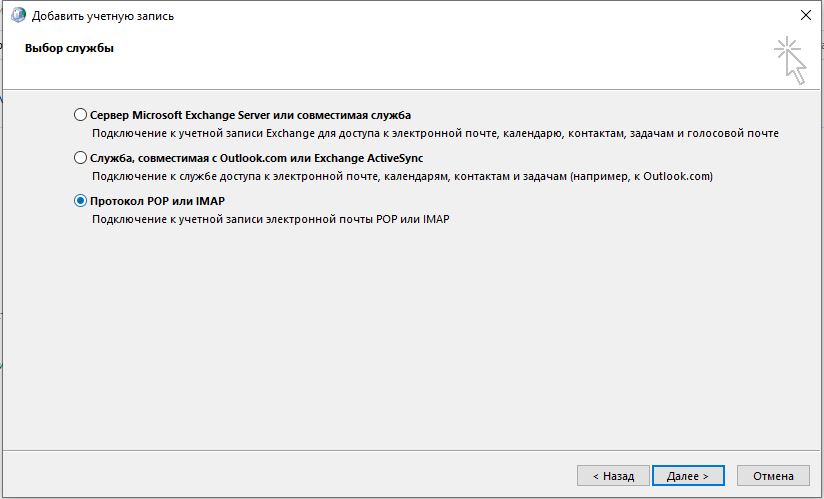 Добавить учетную запись
Выбор службы
Сервер Microsoft Exchange Server или совместимая служба
Подключение к учетной записи Exchange для доступа к электронной почте, календарю, контактам, задачам и голосовой почте
Служба, совместимая с Outlook.com или Exchange ActiveSync
Подключение к службе доступа к электронной почте, календарям, контактам и задачам (например, к Outlook.com)
Протокол POP или IMAP
Подключение к учетной записи электронной почты POP или IMAP
< Назад
Далее >
Отмена